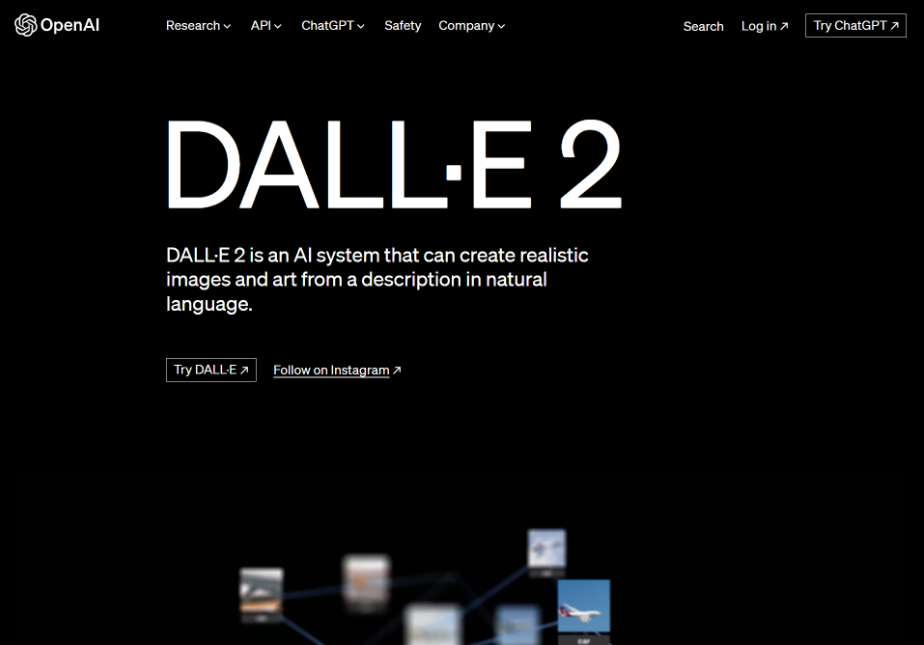 OpenAI
Research
API
ChatGPT
Safety
Company
Search
Log in ↗
Try ChatGPT ↗
DALL·E 2
DALL·E 2 is an AI system that can create realistic
images and art from a description in natural
language.
Try DALL·E ↗
Follow on Instagram ↗
car